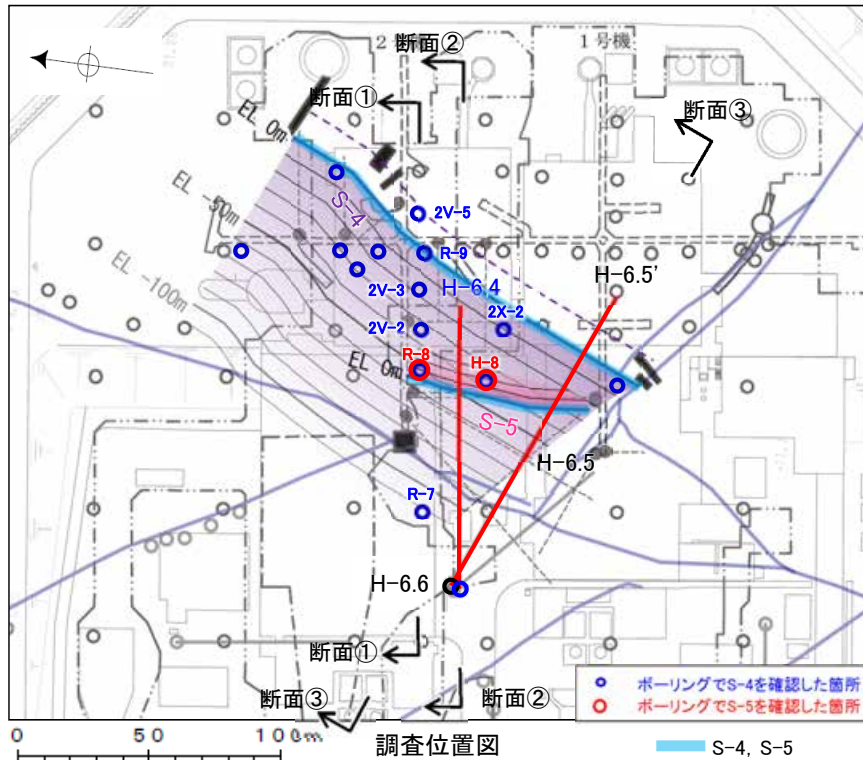 2号機
断面②
1号機
断面①
断面③
EL 0m
EL -50m
EL -100m
S-4
2V-5
R-9
H-6.4
H-6.5'
2V-3
2V-2
2X-2
R-8
EL 0m
H-8
S-5
H-6.5
R-7
H-6.6
断面①
断面③
断面②
ボーリングでS-4を確認した箇所
ボーリングでS-5を確認した箇所
0 50 100m
調査位置図
S-4, S-5